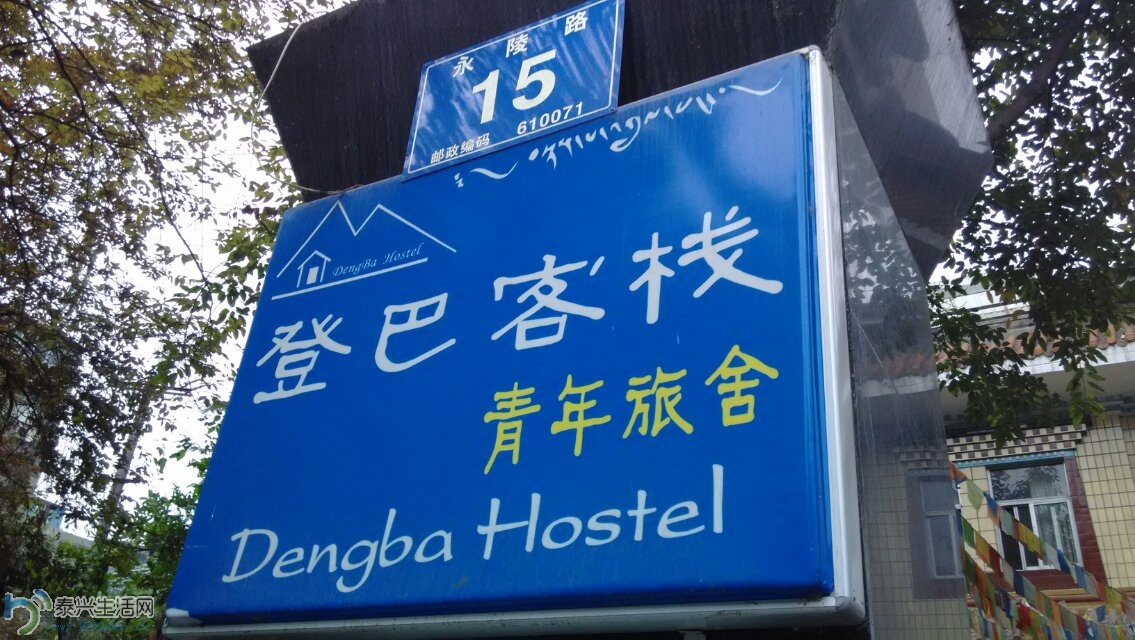 永陵路
15
邮政编码 610071
DengBa Hostel
登巴客栈
青年旅舍
Dengba Hostel
泰兴生活网